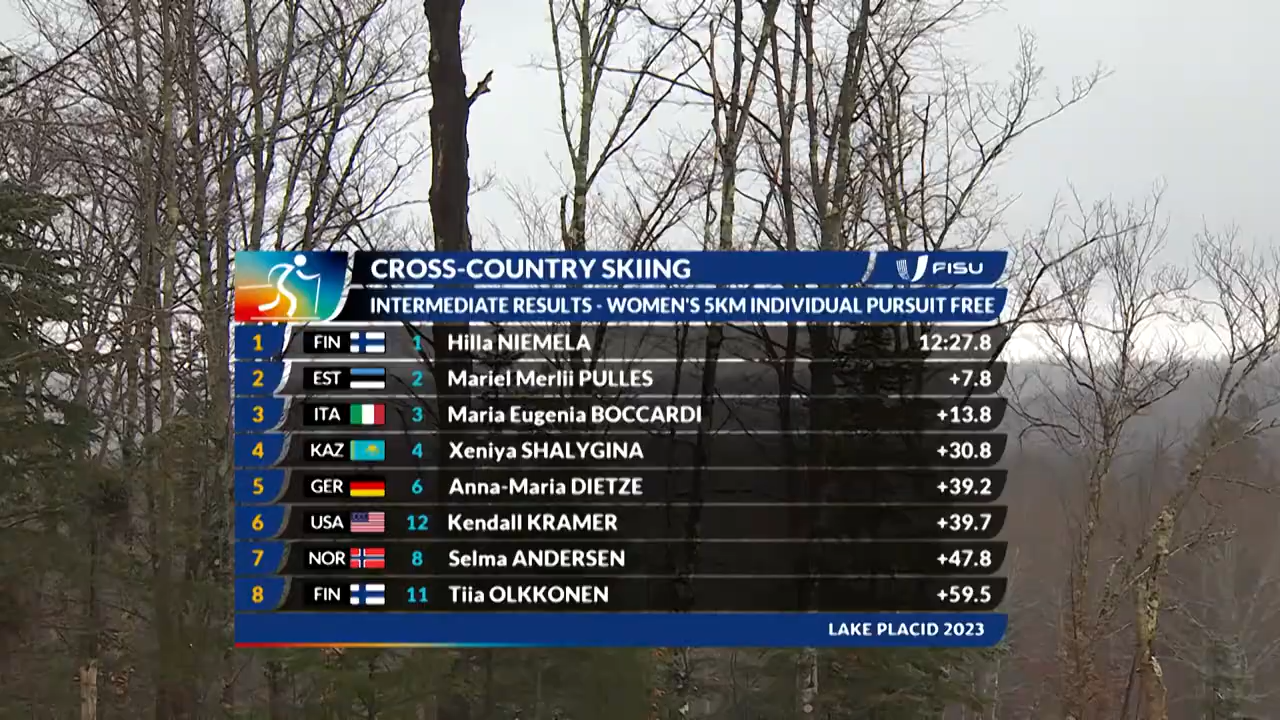 CROSS-COUNTRY SKIING FISU
INTERMEDIATE RESULTS - WOMEN'S 5KM INDIVIDUAL PURSUIT FREE
1 FIN 1 Hilla NIEMELA 12:27.8
2 EST 2 Mariel Merlii PULLES +7.8
3 ITA 3 Maria Eugenia BOCCARDI +13.8
4 KAZ 4 Xeniya SHALYGINA +30.8
5 GER 6 Anna-Maria DIETZE +39.2
6 USA 12 Kendall KRAMER +39.7
7 NOR 8 Selma ANDERSEN +47.8
8 FIN 11 Tiia OLKKONEN +59.5
LAKE PLACID 2023